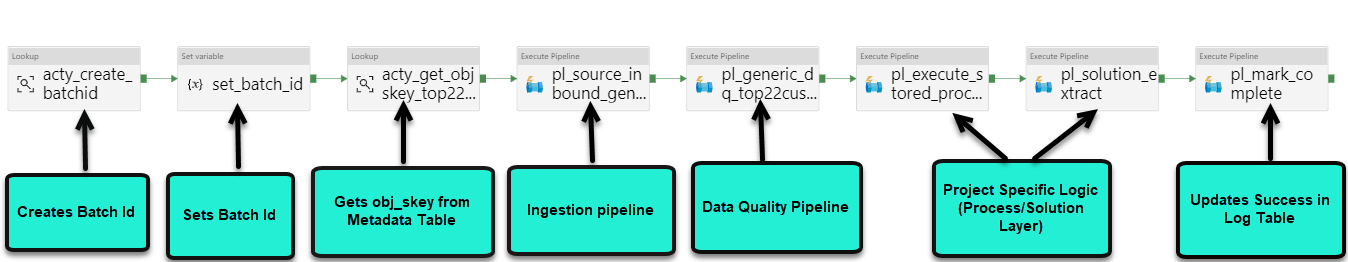 Lookup
acty_create_
batchid
Set variable
set_batch_id
Lookup
acty_get_obj
skey_top22...
Execute Pipeline
pl_source_in
bound_gen...
Execute Pipeline
pl_generic_d
q_top22cus...
Execute Pipeline
pl_execute_s
tored_proc...
Execute Pipeline
pl_solution_e
xtract
Execute Pipeline
pl_mark_co
mplete
Creates Batch Id
Sets Batch Id
Gets obj_skey from
Metadata Table
Ingestion pipeline
Data Quality Pipeline
Project Specific Logic
(Process/Solution
Layer)
Updates Success in
Log Table